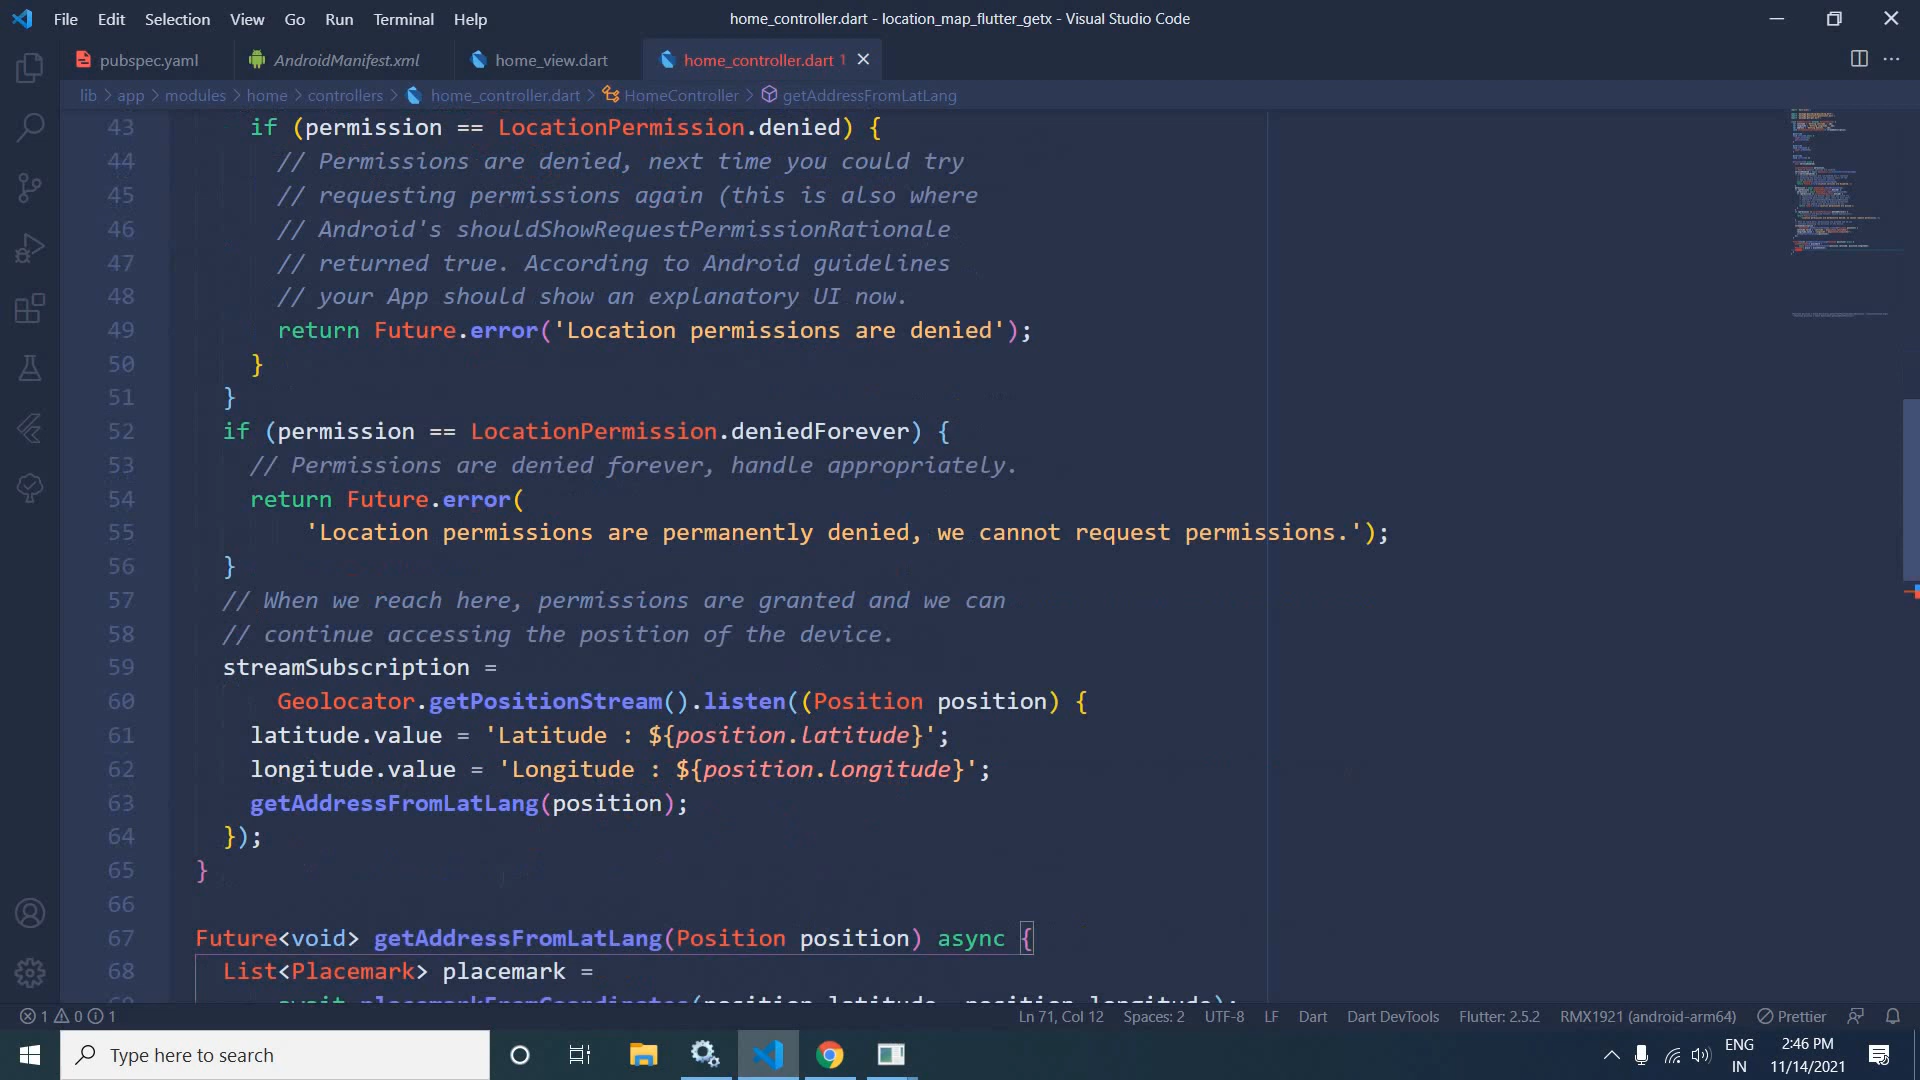 File Edit Selection View Go Run Terminal Help
home_controller.dart - location_map_flutter_getx - Visual Studio Code
pubspec.yaml AndroidManifest.xml home_view.dart home_controller.dart 1
lib > app > modules > home > controllers > home_controller.dart > HomeController > getAddressFromLatLang
43 if (permission == LocationPermission.denied) {
44 // Permissions are denied, next time you could try
45 // requesting permissions again (this is also where
46 // Android's shouldShowRequestPermissionRationale
47 // returned true. According to Android guidelines
48 // your App should show an explanatory UI now.
49 return Future.error('Location permissions are denied');
50 }
51 }
52 if (permission == LocationPermission.deniedForever) {
53 // Permissions are denied forever, handle appropriately.
54 return Future.error(
55 'Location permissions are permanently denied, we cannot request permissions.');
56 }
57 // When we reach here, permissions are granted and we can
58 // continue accessing the position of the device.
59 streamSubscription =
60 Geolocator.getPositionStream().listen((Position position) {
61 latitude.value = 'Latitude : ${position.latitude}';
62 longitude.value = 'Longitude : ${position.longitude}';
63 getAddressFromLatLang(position);
64 });
65 }
66
67 Future<void> getAddressFromLatLang(Position position) async {
68 List<Placemark> placemark =
69 await placemarkFromCoordinates(position.latitude, position.longitude);
1 0 1 Ln 71, Col 12 Spaces: 2 UTF-8 LF Dart Dart DevTools Flutter: 2.5.2 RMX1921 (android-arm64) Prettier
Type here to search
ENG
IN
2:46 PM
11/14/2021